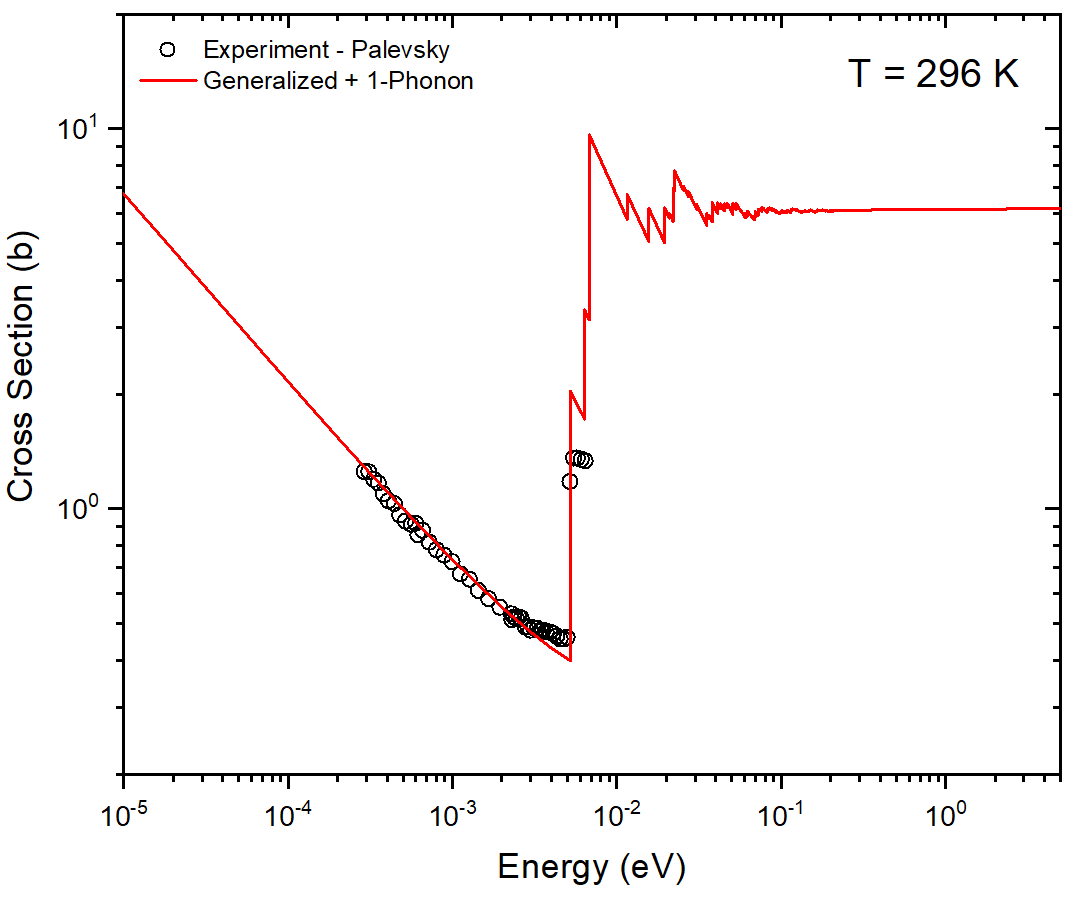 Experiment - Palevsky
Generalized + 1-Phonon
T = 296 K
10^1
10^0
Cross Section (b)
10^-5
10^-4
10^-3
10^-2
10^-1
10^0
Energy (eV)